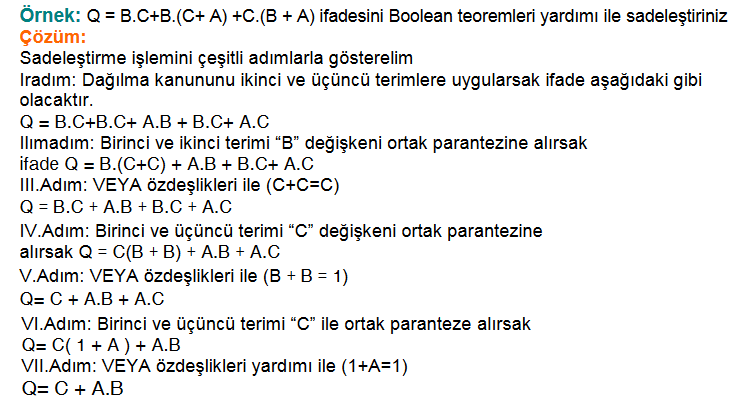 Örnek: Q = B.C+B.(C+ A) +C.(B + A) ifadesini Boolean teoremleri yardımı ile sadeleştiriniz
Çözüm:
Sadeleştirme işlemini çeşitli adımlarla gösterelim
Iradım: Dağılma kanununu ikinci ve üçüncü terimlere uygularsak ifade aşağıdaki gibi
olacaktır.
Q = B.C+B.C+ A.B + B.C+ A.C
IIımadım: Birinci ve ikinci terimi “B” değişkeni ortak parantezine alırsak
ifade Q = B.(C+C) + A.B + B.C+ A.C
III.Adım: VEYA özdeşlikleri ile (C+C=C)
Q = B.C + A.B + B.C + A.C
IV.Adım: Birinci ve üçüncü terimi “C” değişkeni ortak parantezine
alırsak Q = C(B + B) + A.B + A.C
V.Adım: VEYA özdeşlikleri ile (B + B = 1)
Q= C + A.B + A.C
VI.Adım: Birinci ve üçüncü terimi “C” ile ortak paranteze alırsak
Q= C( 1 + A ) + A.B
VII.Adım: VEYA özdeşlikleri yardımı ile (1+A=1)
Q= C + A.B